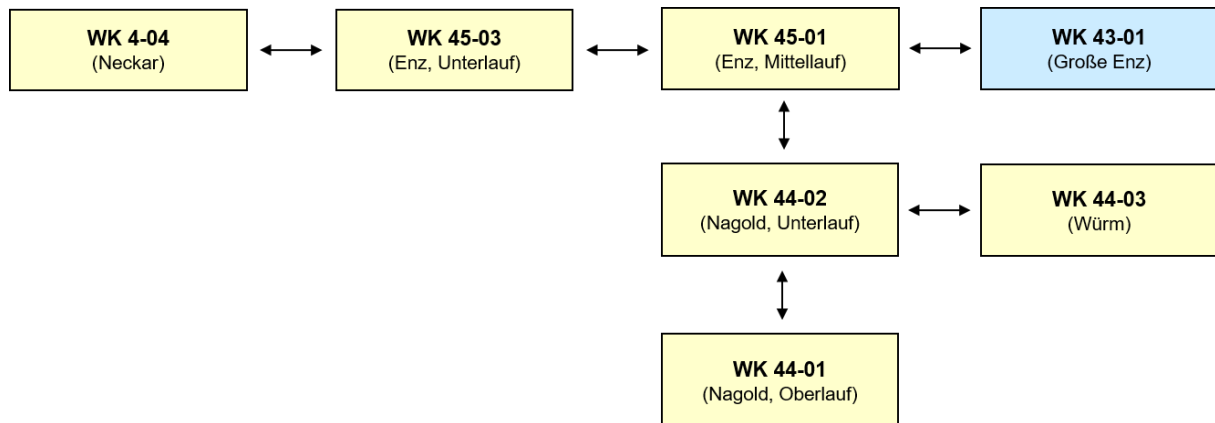 WK 4-04
(Neckar)
WK 45-03
(Enz, Unterlauf)
WK 45-01
(Enz, Mittellauf)
WK 43-01
(Große Enz)
WK 44-02
(Nagold, Unterlauf)
WK 44-03
(Würm)
WK 44-01
(Nagold, Oberlauf)